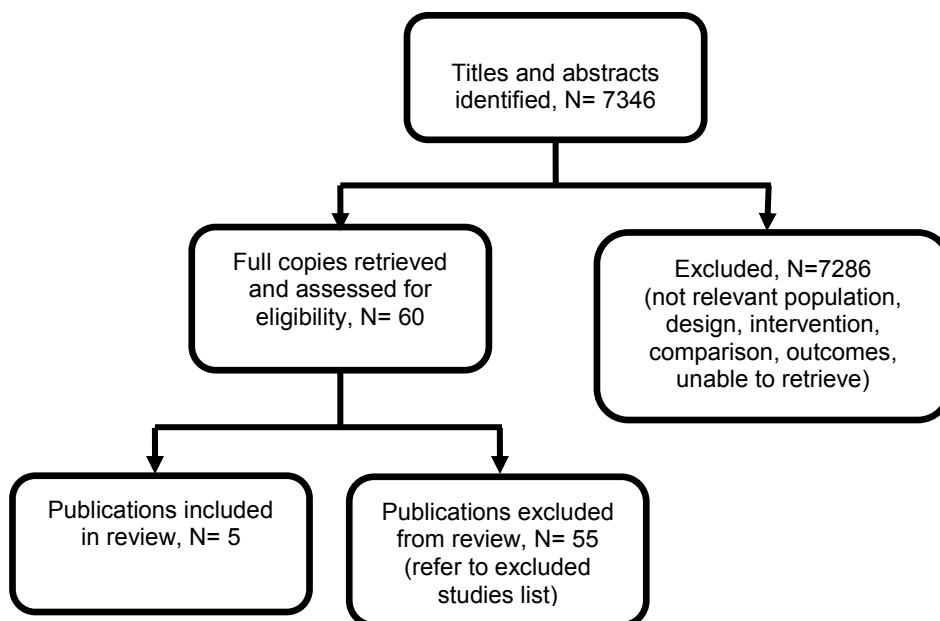 Titles and abstracts
identified, N= 7346
Full copies retrieved
and assessed for
eligibility, N= 60
Excluded, N=7286
(not relevant population,
design, intervention,
comparison, outcomes,
unable to retrieve)
Publications included
in review, N= 5
Publications excluded
from review, N= 55
(refer to excluded
studies list)